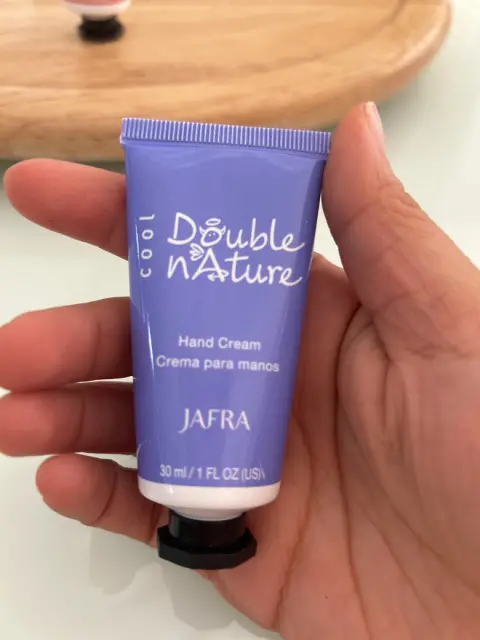 COOL
Double
nAture
Hand Cream
Crema para manos
JAFRA
30 ml / 1 FL OZ (US)